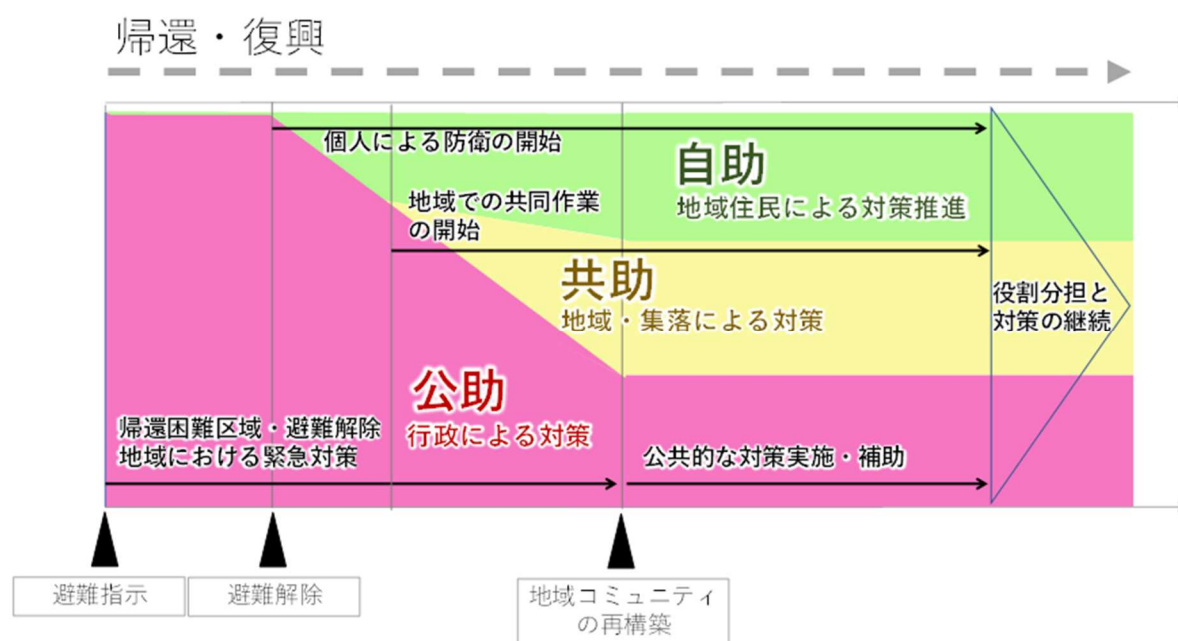 帰還・復興
個人による防衛の開始
自助
地域住民による対策推進
地域での共同作業
の開始
共助
地域・集落による対策
役割分担と
対策の継続
公助
行政による対策
帰還困難区域・避難解除
地域における緊急対策
公共的な対策実施・補助
避難指示
避難解除
地域コミュニティ
の再構築